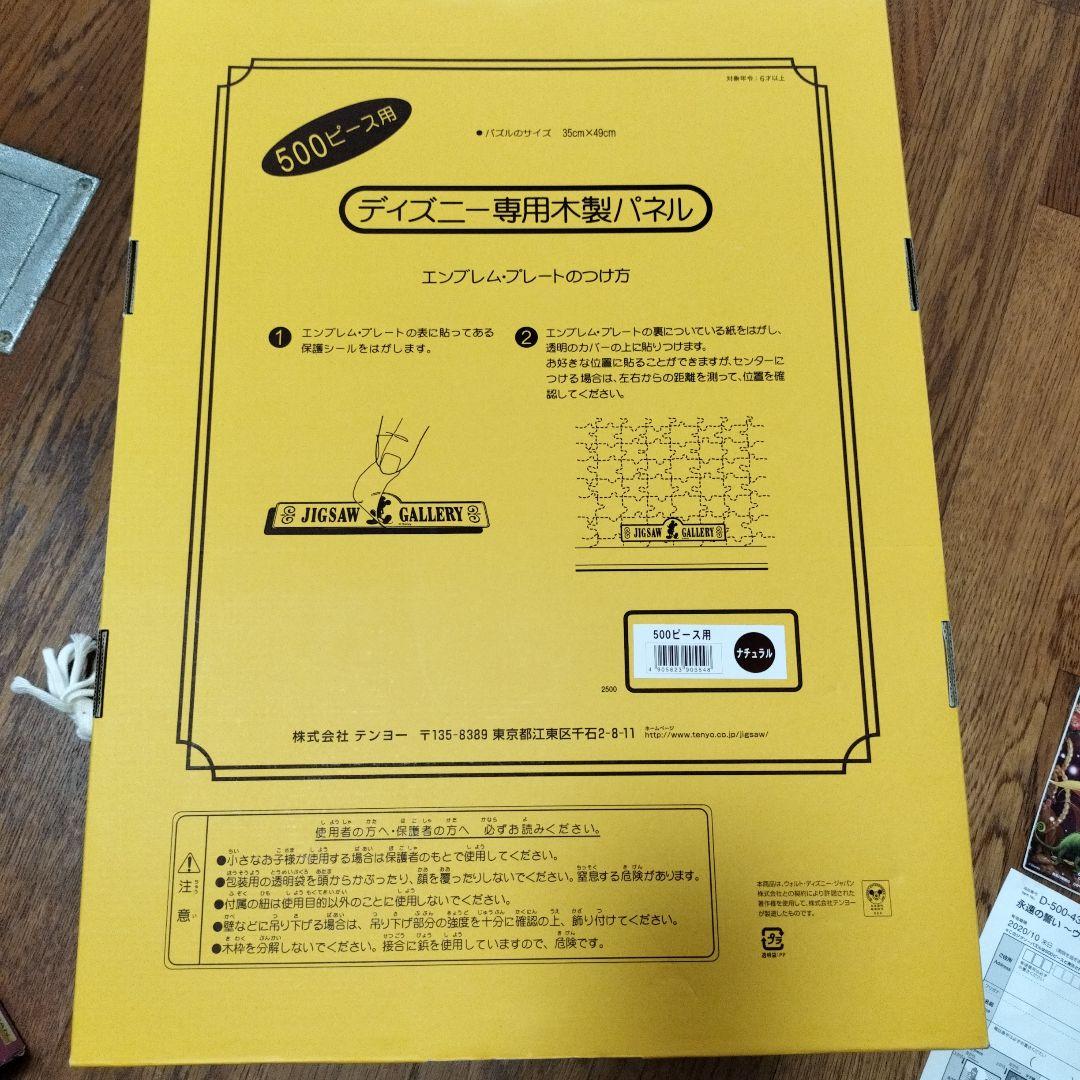 対象年令:6才以上
500ピース用
●パズルのサイズ 35cm×49cm
ディズニー専用木製パネル
エンブレム・プレートのつけ方
1 エンブレム・プレートの表に貼ってある
保護シールをはがします。
2 エンブレム・プレートの裏についている紙をはがし、
透明のカバーの上に貼りつけます。
お好きな位置に貼ることができますが、センターに
つける場合は、左右からの距離を測って、位置を確
認してください。
JIGSAW GALLERY
JIGSAW GALLERY
500ピース用
ナチュラル
4 905823 903548
2500
株式会社 テンヨー 〒135-8389 東京都江東区千石2-8-11 ホームページ http://www.tenyo.co.jp/jigsaw/
使用者の方へ・保護者の方へ 必ずお読みください。
注意
●小さなお子様が使用する場合は保護者のもとで使用してください。
●包装用の透明袋を頭からかぶったり、顔を覆ったりしないでください。窒息する危険があります。
●付属の紐は使用目的以外のことに使用しないでください。
●壁などに吊り下げる場合は、吊り下げ部分の強度を十分に確認の上、飾り付けてください。
●木枠を分解しないでください。接合に鋲を使用していますので、危険です。
本商品は、ウォルト・ディズニー・ジャパン
株式会社との契約により許諾された
著作権を使用して、株式会社テンヨー
が製造したものです。
プラ
透明袋:PP
D-500-4
永遠の誓い ～ウ
2020/10 末日
ご住所
Address